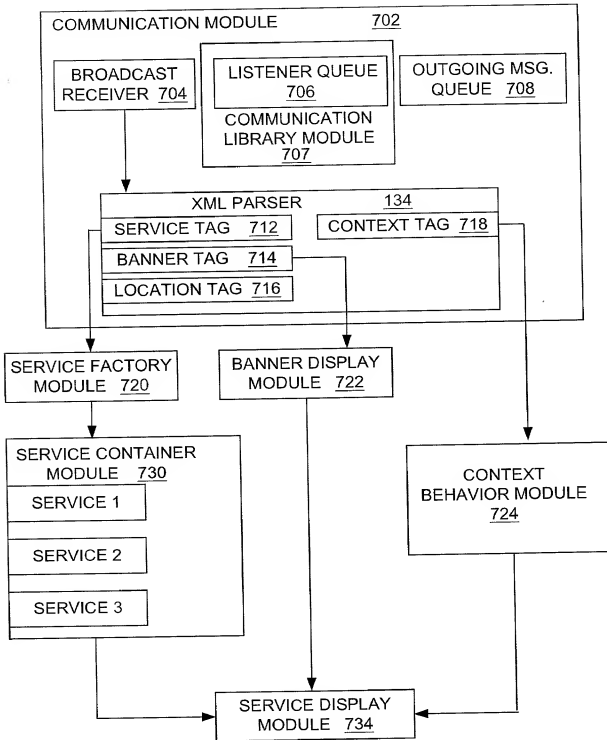 COMMUNICATION MODULE 702
BROADCAST
RECEIVER 704
LISTENER QUEUE
706
COMMUNICATION
LIBRARY MODULE
707
OUTGOING MSG.
QUEUE 708
XML PARSER 134
SERVICE TAG 712
CONTEXT TAG 718
BANNER TAG 714
LOCATION TAG 716
SERVICE FACTORY
MODULE 720
BANNER DISPLAY
MODULE 722
SERVICE CONTAINER
MODULE 730
SERVICE 1
SERVICE 2
SERVICE 3
CONTEXT
BEHAVIOR MODULE
724
SERVICE DISPLAY
MODULE 734